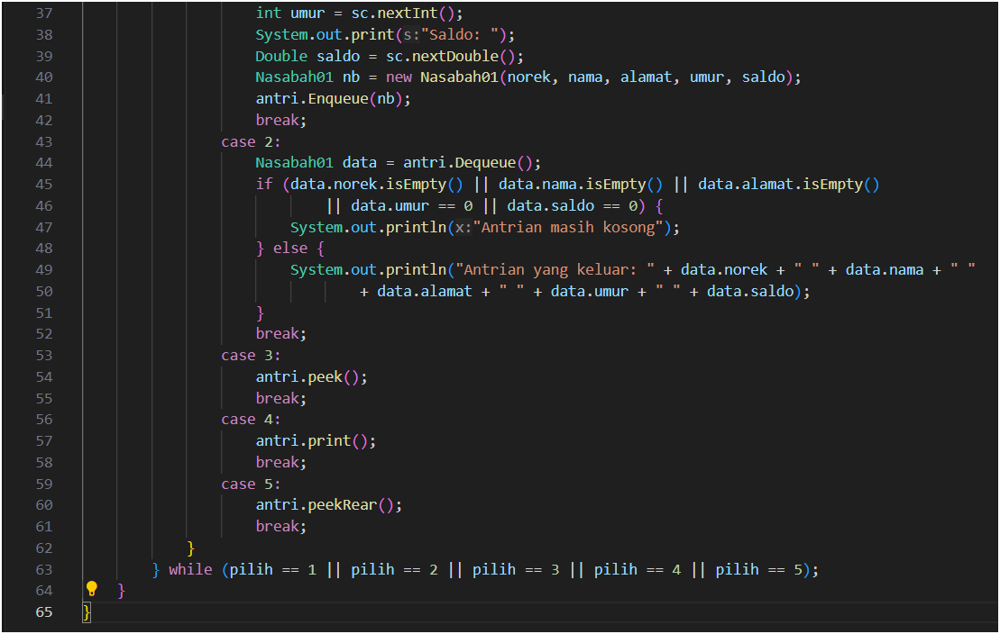 37 int umur = sc.nextInt();
38 System.out.print(s:"Saldo: ");
39 Double saldo = sc.nextDouble();
40 Nasabah01 nb = new Nasabah01(norek, nama, alamat, umur, saldo);
41 antri.Enqueue(nb);
42 break;
43 case 2:
44 Nasabah01 data = antri.Dequeue();
45 if (data.norek.isEmpty() || data.nama.isEmpty() || data.alamat.isEmpty()
46 || data.umur == 0 || data.saldo == 0) {
47 System.out.println(x:"Antrian masih kosong");
48 } else {
49 System.out.println("Antrian yang keluar: " + data.norek + " " + data.nama + " "
50 + data.alamat + " " + data.umur + " " + data.saldo);
51 }
52 break;
53 case 3:
54 antri.peek();
55 break;
56 case 4:
57 antri.print();
58 break;
59 case 5:
60 antri.peekRear();
61 break;
62 }
63 } while (pilih == 1 || pilih == 2 || pilih == 3 || pilih == 4 || pilih == 5);
64 }
65 }